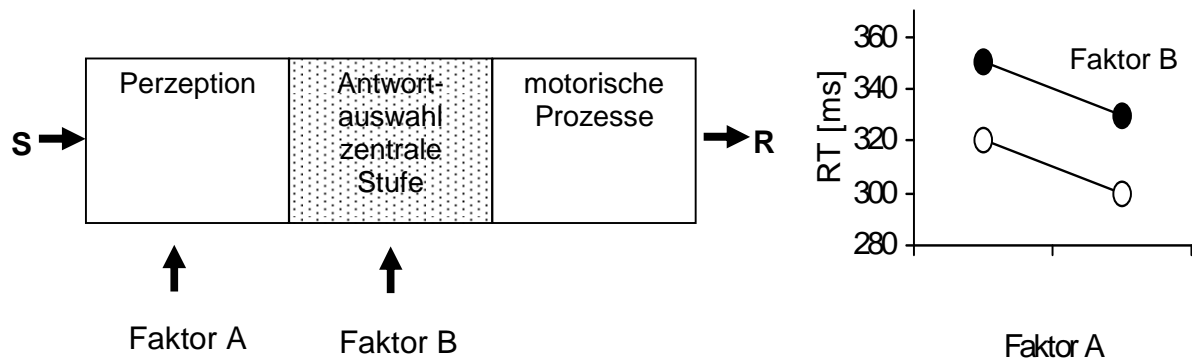 Perzeption
Antwort-
auswahl
zentrale
Stufe
motorische
Prozesse
S
R
Faktor A
Faktor B
RT [ms]
360
340
320
300
280
Faktor B
Faktor A